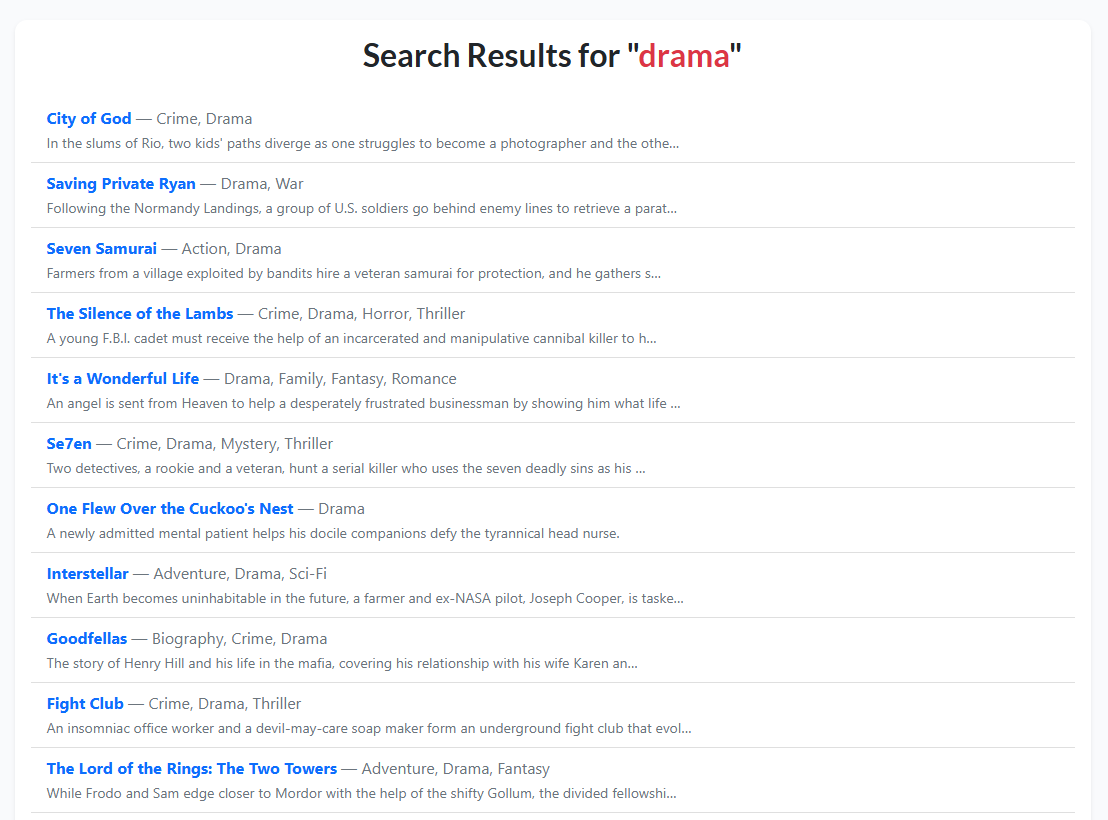 Search Results for "drama"
City of God — Crime, Drama
In the slums of Rio, two kids' paths diverge as one struggles to become a photographer and the othe...
Saving Private Ryan — Drama, War
Following the Normandy Landings, a group of U.S. soldiers go behind enemy lines to retrieve a parat...
Seven Samurai — Action, Drama
Farmers from a village exploited by bandits hire a veteran samurai for protection, and he gathers s...
The Silence of the Lambs — Crime, Drama, Horror, Thriller
A young F.B.I. cadet must receive the help of an incarcerated and manipulative cannibal killer to h...
It's a Wonderful Life — Drama, Family, Fantasy, Romance
An angel is sent from Heaven to help a desperately frustrated businessman by showing him what life ...
Se7en — Crime, Drama, Mystery, Thriller
Two detectives, a rookie and a veteran, hunt a serial killer who uses the seven deadly sins as his ...
One Flew Over the Cuckoo's Nest — Drama
A newly admitted mental patient helps his docile companions defy the tyrannical head nurse.
Interstellar — Adventure, Drama, Sci-Fi
When Earth becomes uninhabitable in the future, a farmer and ex-NASA pilot, Joseph Cooper, is taske...
Goodfellas — Biography, Crime, Drama
The story of Henry Hill and his life in the mafia, covering his relationship with his wife Karen an...
Fight Club — Crime, Drama, Thriller
An insomniac office worker and a devil-may-care soap maker form an underground fight club that evol...
The Lord of the Rings: The Two Towers — Adventure, Drama, Fantasy
While Frodo and Sam edge closer to Mordor with the help of the shifty Gollum, the divided fellowshi...